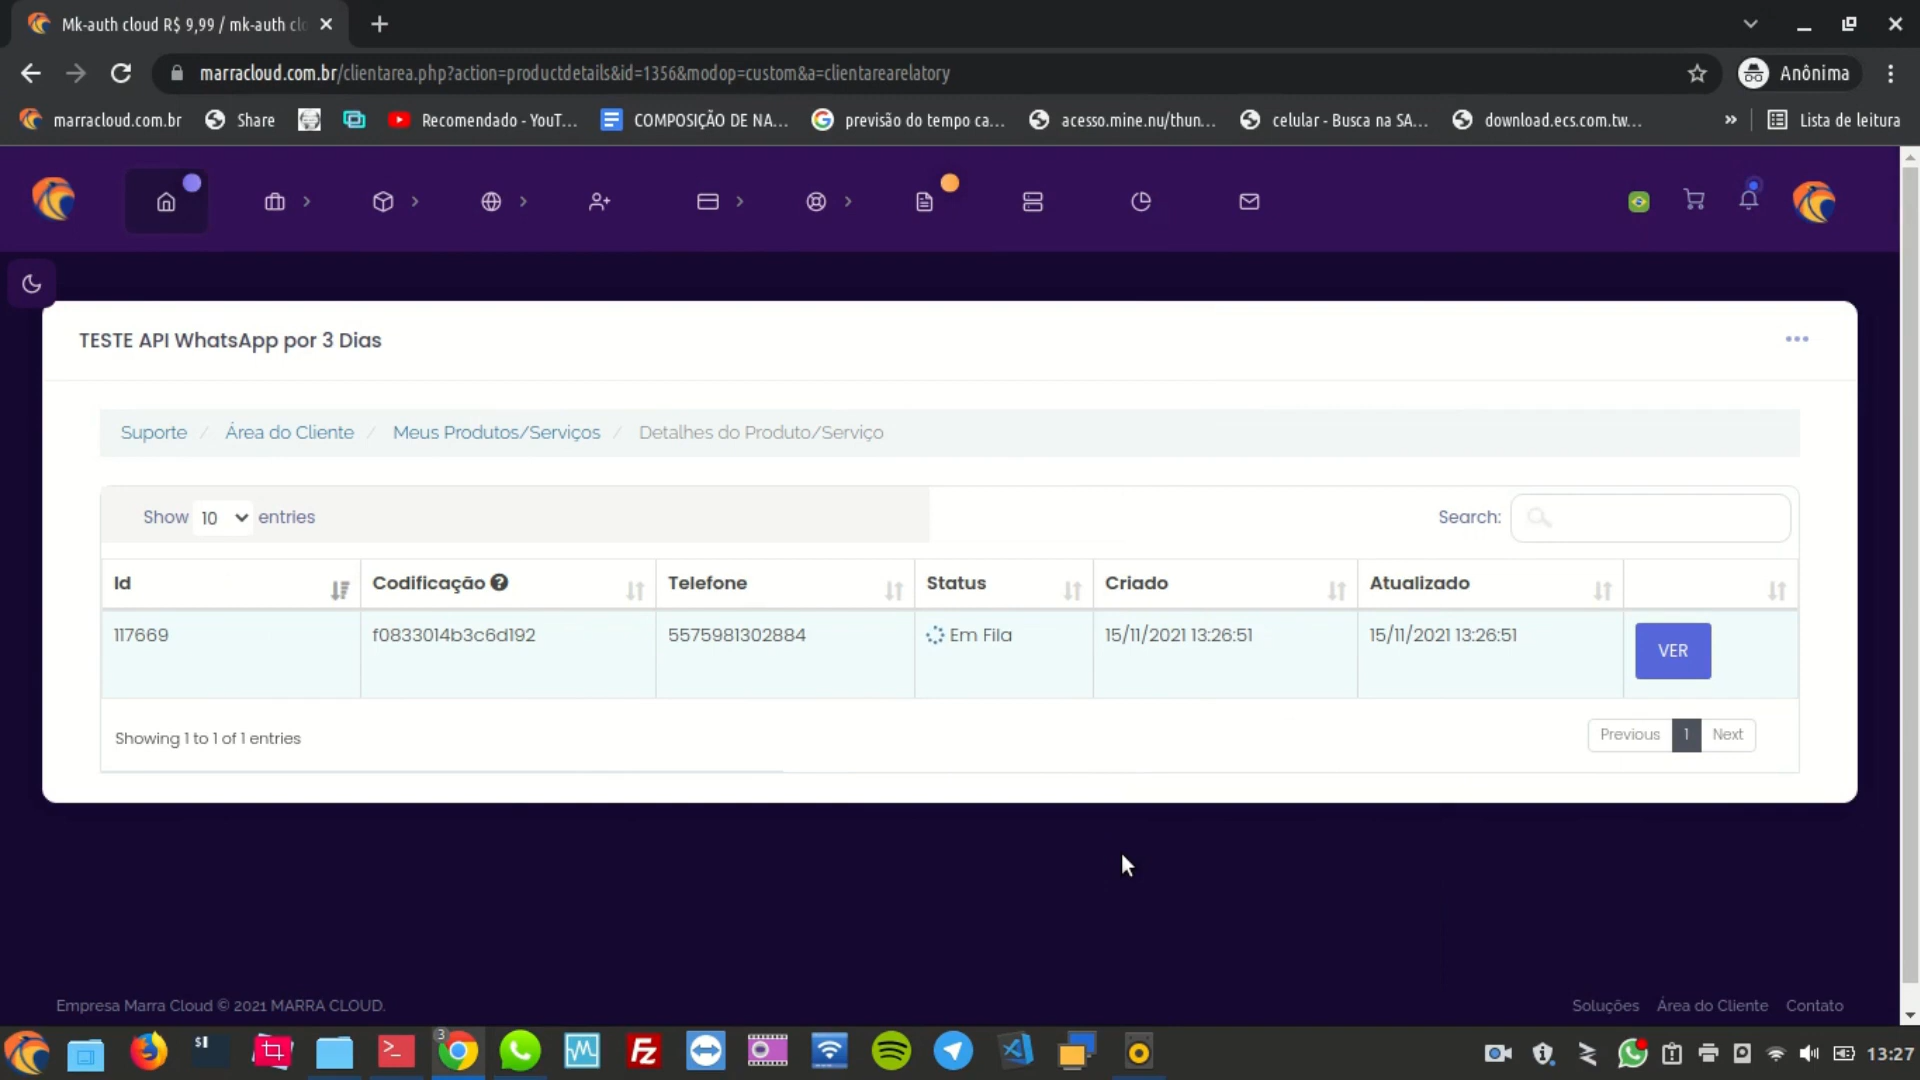 Mk-auth cloud R$ 9,99 / mk-auth clo
marracloud.com.br/clientarea.php?action=productdetails&id=1356&modop=custom&a=clientarearelatory
Anônima
marracloud.com.br
Share
Recomendado - YouT...
COMPOSIÇÃO DE NA...
previsão do tempo ca...
acesso.mine.nu/thun...
celular - Busca na SA...
download.ecs.com.tw...
»
Lista de leitura
TESTE API WhatsApp por 3 Dias
Suporte / Área do Cliente / Meus Produtos/Serviços / Detalhes do Produto/Serviço
Show 10 entries
Search:
Id
Codificação
Telefone
Status
Criado
Atualizado
117669
f0833014b3c6d192
5575981302884
Em Fila
15/11/2021 13:26:51
15/11/2021 13:26:51
VER
Showing 1 to 1 of 1 entries
Previous 1 Next
Empresa Marra Cloud © 2021 MARRA CLOUD.
Soluções Área do Cliente Contato
$1
3
13:27